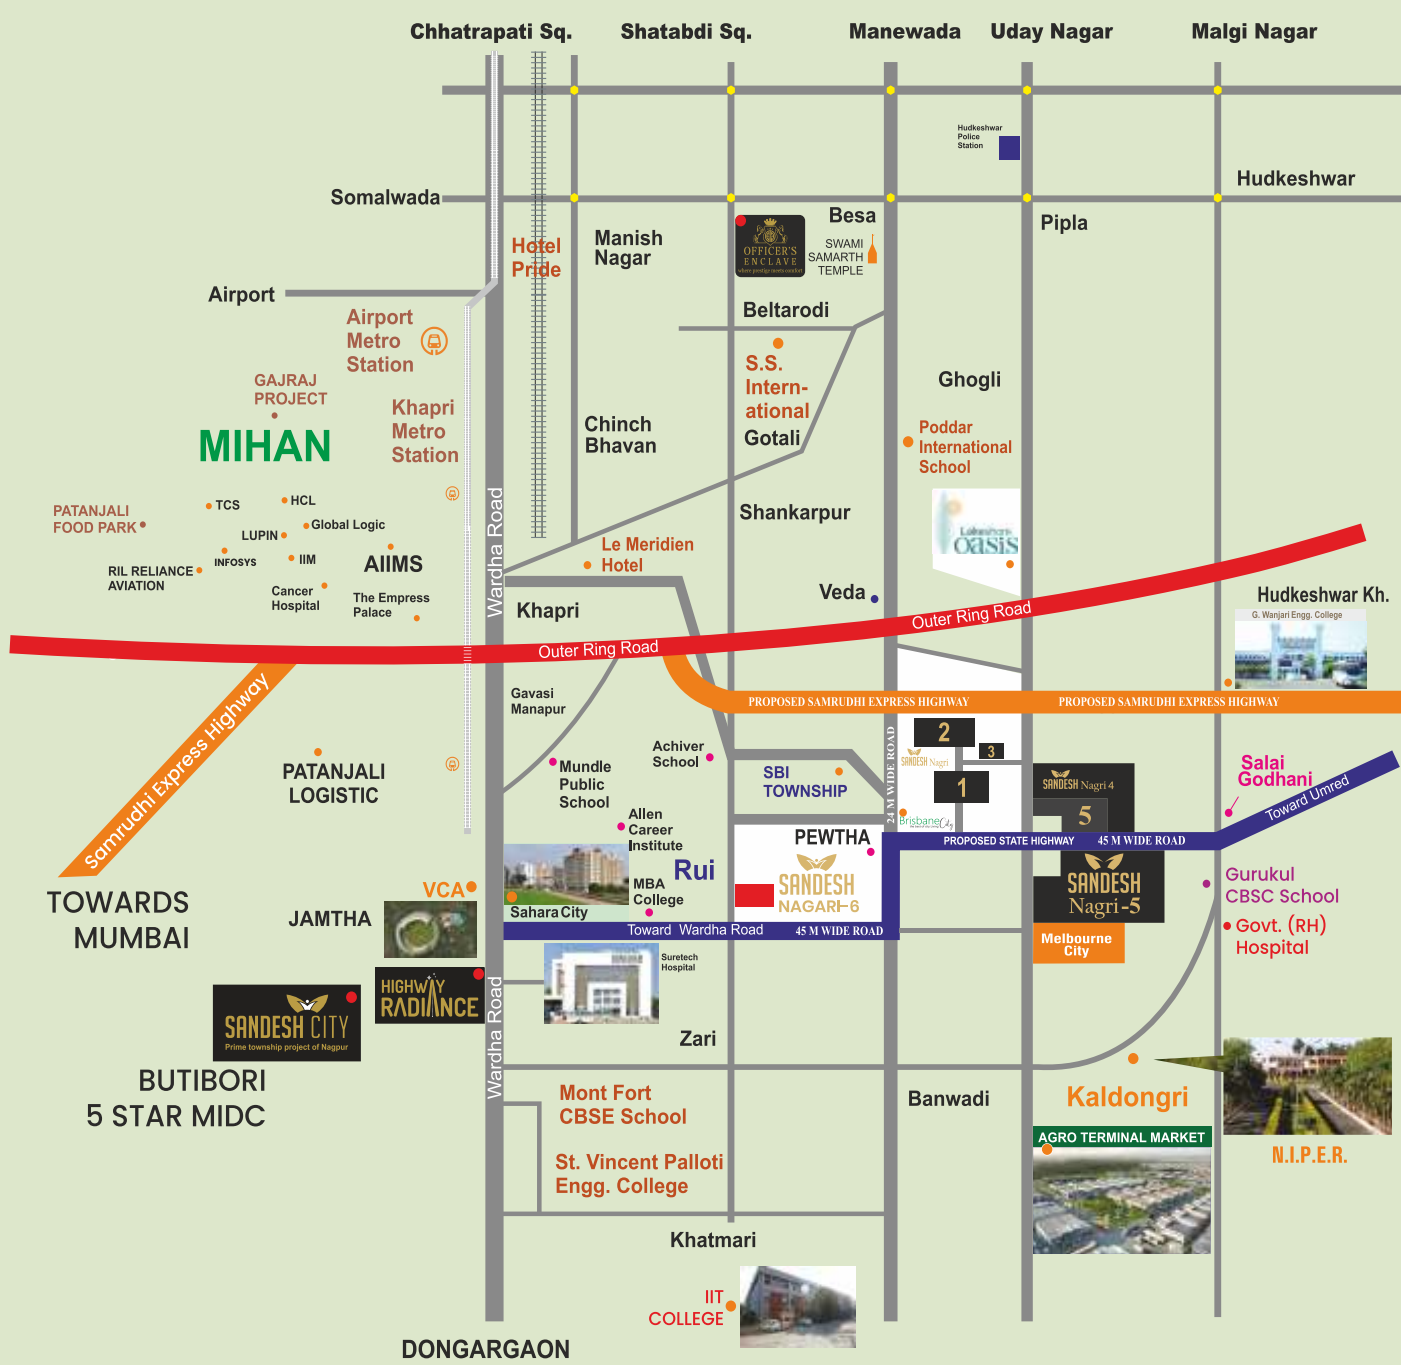 Chhatrapati Sq.
Shatabdi Sq.
Manewada
Uday Nagar
Malgi Nagar
Hudkeshwar
Police
Station
Somalwada
Hudkeshwar
Hotel
Pride
Manish
Nagar
OFFICER'S
ENCLAVE
where prestige meets comfort
Besa
SWAMI
SAMARTH
TEMPLE
Pipla
Airport
Airport
Metro
Station
Beltarodi
S.S.
Intern-
ational
Gotali
Ghogli
GAJRAJ
PROJECT
MIHAN
Khapri
Metro
Station
Chinch
Bhavan
Poddar
International
School
PATANJALI
FOOD PARK
TCS
HCL
Global Logic
LUPIN
INFOSYS
IIM
AIIMS
RIL RELIANCE
AVIATION
Cancer
Hospital
The Empress
Palace
Wardha Road
Shankarpur
Le Meridien
Hotel
Lakeshore
oasis
Khapri
Veda
Hudkeshwar Kh.
G. Wanjari Engg. College
Outer Ring Road
Outer Ring Road
Samrudhi Express Highway
Gavasi
Manapur
PROPOSED SAMRUDHI EXPRESS HIGHWAY
PROPOSED SAMRUDHI EXPRESS HIGHWAY
PATANJALI
LOGISTIC
Mundle
Public
School
Achiver
School
SBI
TOWNSHIP
24 M WIDE ROAD
2
3
SANDESH Nagri
1
Brisbane City
SANDESH Nagri 4
5
Salai
Godhani
Toward Umred
Allen
Career
Institute
Rui
PEWTHA
PROPOSED STATE HIGHWAY 45 M WIDE ROAD
TOWARDS
MUMBAI
VCA
JAMTHA
Sahara City
MBA
College
SANDESH
NAGARI-6
SANDESH
Nagri-5
Gurukul
CBSC School
Toward Wardha Road 45 M WIDE ROAD
Melbourne
City
Govt. (RH)
Hospital
Suretech
Hospital
HIGHWAY
RADIANCE
SANDESH CITY
Prime township project of Nagpur
Wardha Road
Zari
BUTIBORI
5 STAR MIDC
Mont Fort
CBSE School
Banwadi
Kaldongri
AGRO TERMINAL MARKET
N.I.P.E.R.
St. Vincent Palloti
Engg. College
Khatmari
IIT
COLLEGE
DONGARGAON